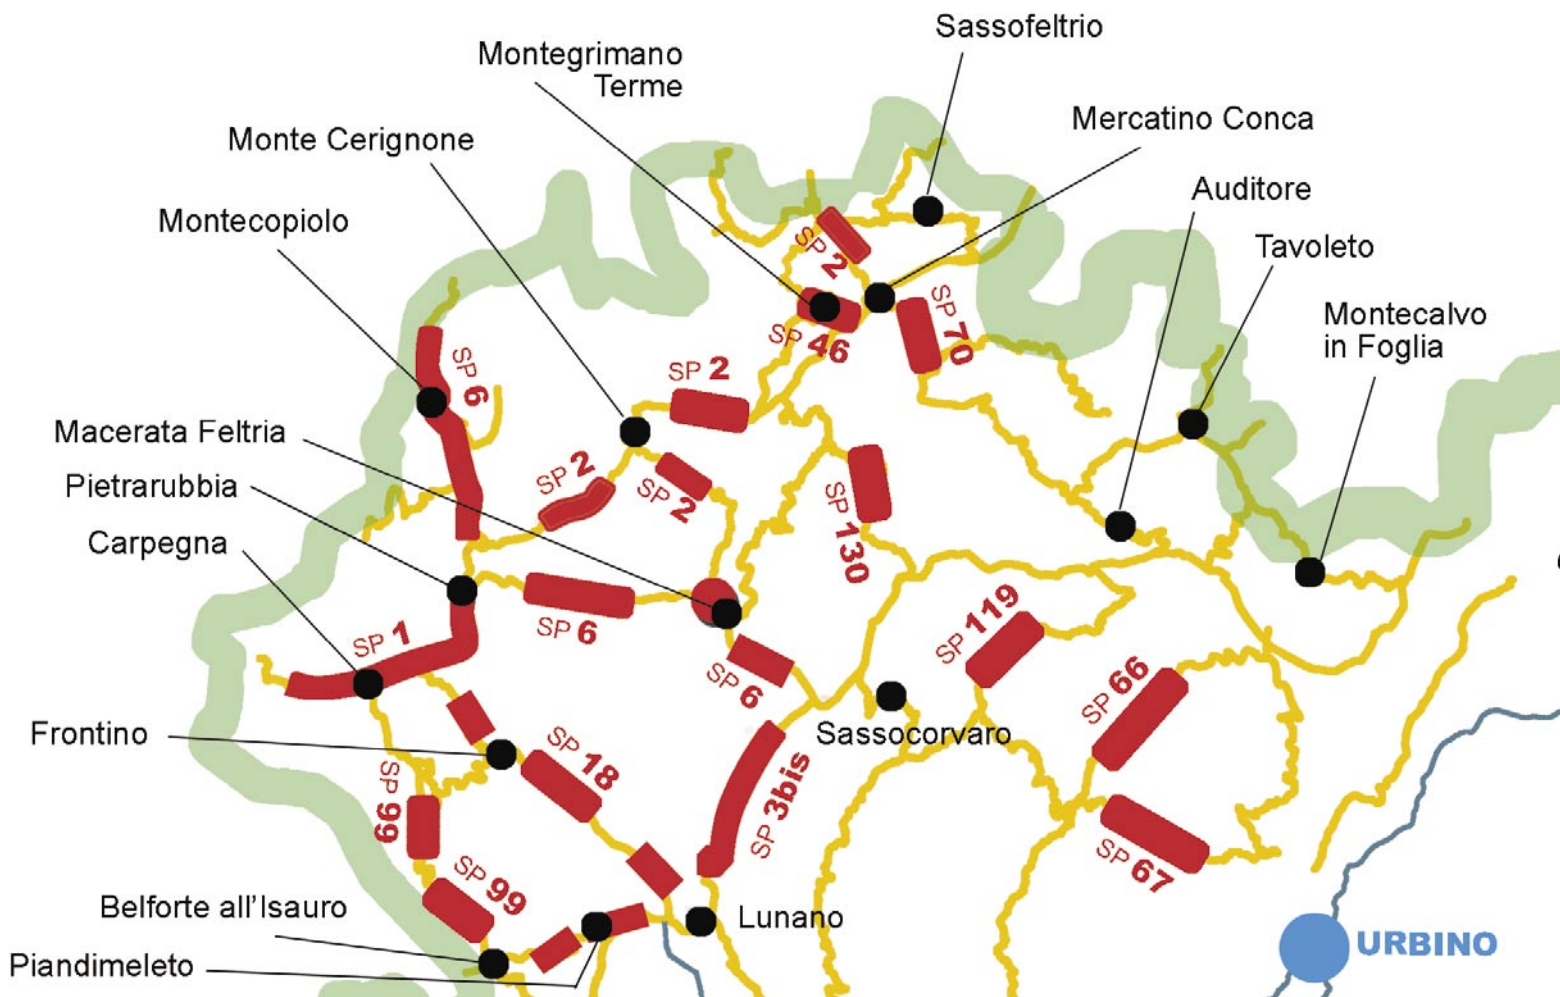 Sassofeltrio
Montegrimano
Terme
Mercatino Conca
Monte Cerignone
Auditore
Montecopiolo
Tavoleto
SP 2
SP 70
Montecalvo
in Foglia
SP 46
SP 6
SP 2
Macerata Feltria
SP 2
SP 2
Pietrarubbia
SP 130
Carpegna
SP 119
SP 6
SP 1
SP 6
SP 66
Frontino
Sassocorvaro
SP 18
SP 99
SP 3bis
SP 67
SP 99
Belforte all'Isauro
Lunano
URBINO
Piandimeleto